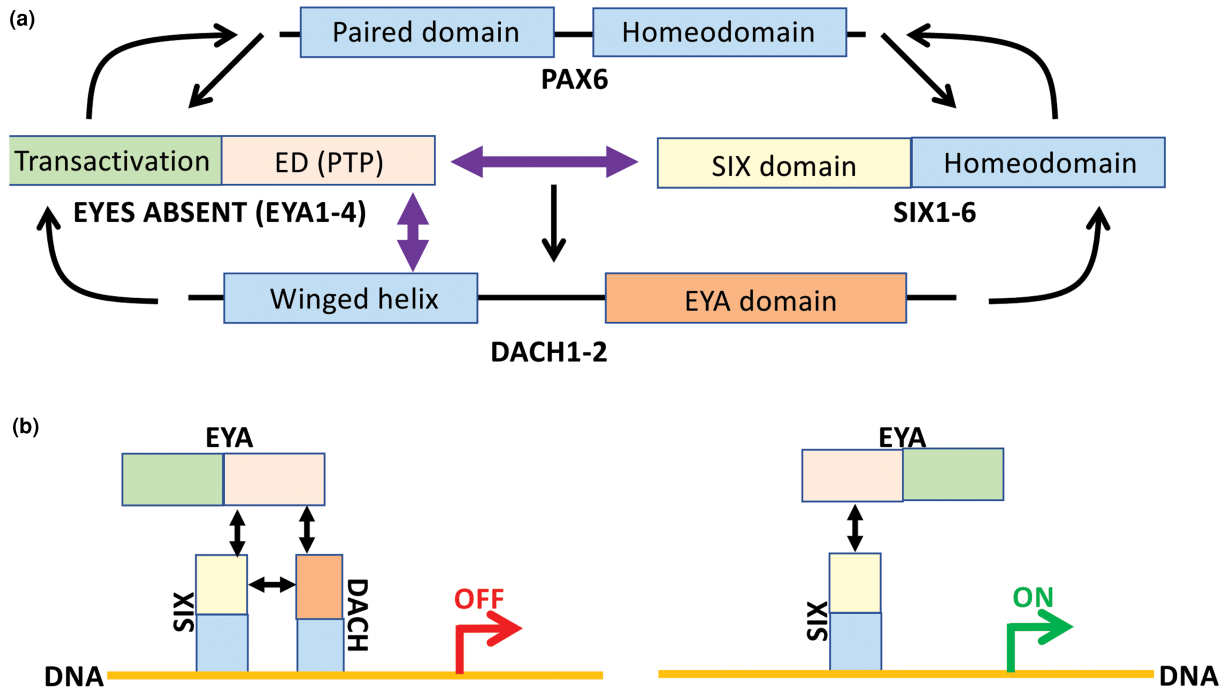 (a)
Paired domain
Homeodomain
PAX6
Transactivation
ED (PTP)
SIX domain
Homeodomain
EYES ABSENT (EYA1-4)
SIX1-6
Winged helix
EYA domain
DACH1-2
(b)
EYA
EYA
SIX
DACH
OFF
SIX
ON
DNA
DNA